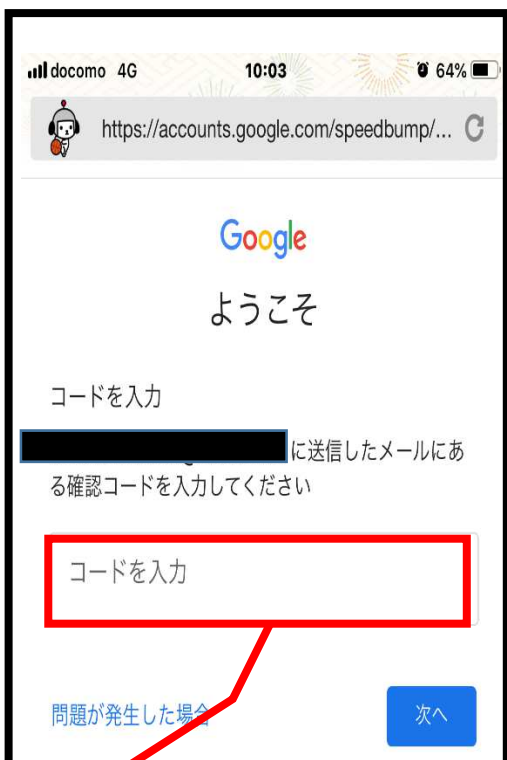 docomo 4G 10:03 64%
https://accounts.google.com/speedbump/...
Google
ようこそ
コードを入力
に送信したメールにあ
る確認コードを入力してください
コードを入力
問題が発生した場合 次へ